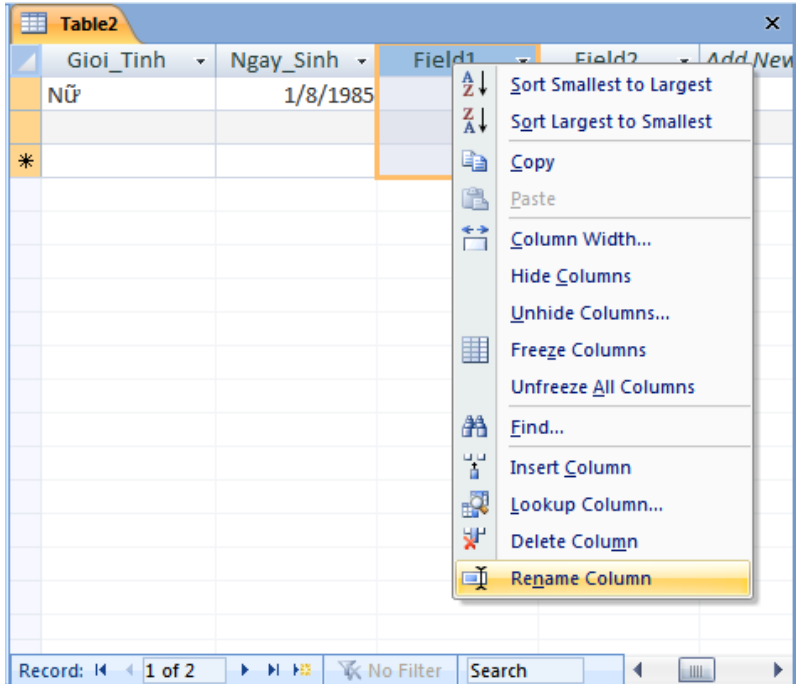 Table2
Gioi_Tinh Ngay_Sinh Field1 Field2 Add New
Nữ 1/8/1985
Sort Smallest to Largest
Sort Largest to Smallest
Copy
Paste
Column Width...
Hide Columns
Unhide Columns...
Freeze Columns
Unfreeze All Columns
Find...
Insert Column
Lookup Column...
Delete Column
Rename Column
Record: 1 of 2 No Filter Search